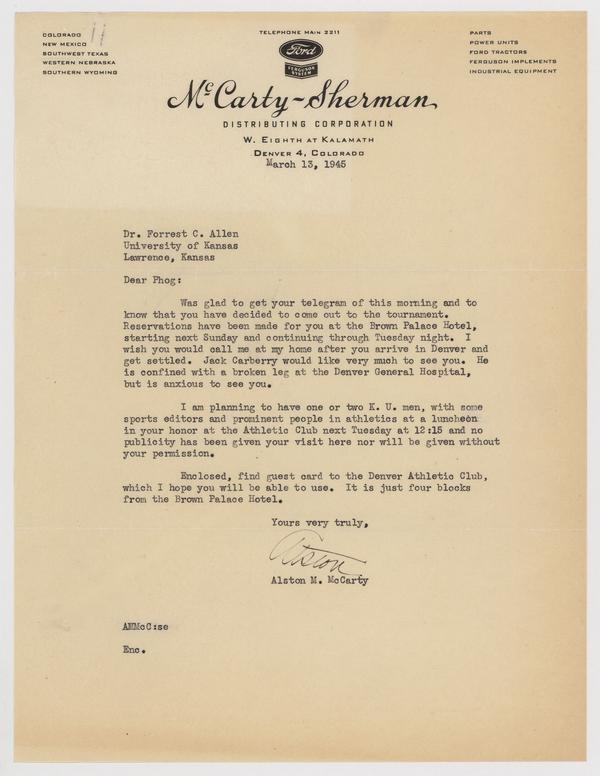 COLORADO
NEW MEXICO
SOUTHWEST TEXAS
WESTERN NEBRASKA
SOUTHERN WYOMING
TELEPHONE MAIN 2211
Ford
FERGUSON
SYSTEM
PARTS
POWER UNITS
FORD TRACTORS
FERGUSON IMPLEMENTS
INDUSTRIAL EQUIPMENT
McCarty-Sherman
DISTRIBUTING CORPORATION
W. EIGHTH AT KALAMATH
DENVER 4, COLORADO
March 13, 1945
Dr. Forrest C. Allen
University of Kansas
Lawrence, Kansas
Dear Phog:
Was glad to get your telegram of this morning and to
know that you have decided to come out to the tournament.
Reservations have been made for you at the Brown Palace Hotel,
starting next Sunday and continuing through Tuesday night. I
wish you would call me at my home after you arrive in Denver and
get settled. Jack Carberry would like very much to see you. He
is confined with a broken leg at the Denver General Hospital,
but is anxious to see you.
I am planning to have one or two K. U. men, with some
sports editors and prominent people in athletics at a luncheon
in your honor at the Athletic Club next Tuesday at 12:15 and no
publicity has been given your visit here nor will be given without
your permission.
Enclosed, find guest card to the Denver Athletic Club,
which I hope you will be able to use. It is just four blocks
from the Brown Palace Hotel.
Yours very truly,
Alston
Alston M. McCarty
AMMcC:se
Enc.